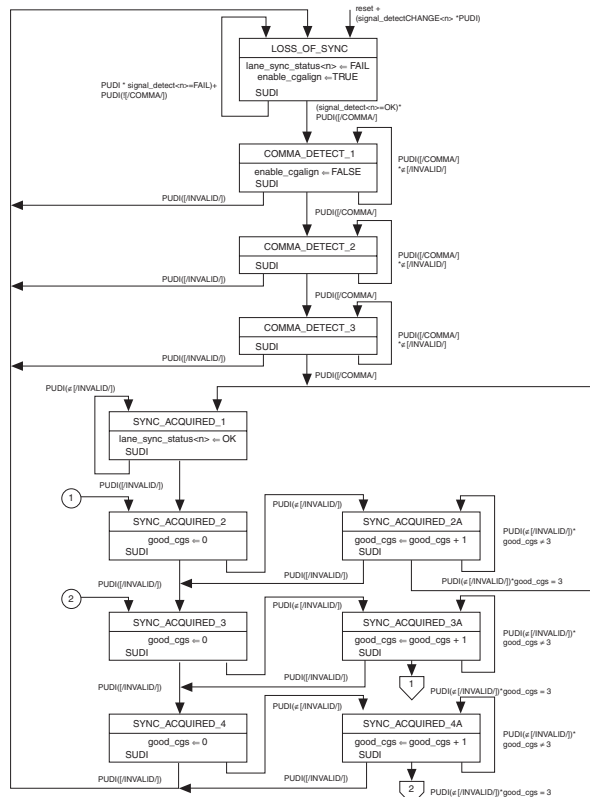 reset +
(signal_detectCHANGE<n> *PUDI)
LOSS_OF_SYNC
lane_sync_status<n> ⇐ FAIL
enable_cgalign ⇐TRUE
SUDI
PUDI * signal_detect<n>=FAIL)+
PUDI(![/COMMA/])
(signal_detect<n>=OK)*
PUDI([/COMMA/]
COMMA_DETECT_1
enable_cgalign ⇐ FALSE
SUDI
PUDI([/COMMA/]
*∉[/INVALID/]
PUDI([/INVALID/])
PUDI([/COMMA/]
COMMA_DETECT_2
SUDI
PUDI([/COMMA/]
*∉[/INVALID/]
PUDI([/INVALID/])
PUDI([/COMMA/]
COMMA_DETECT_3
SUDI
PUDI([/COMMA/]
*∉[/INVALID/]
PUDI([/INVALID/])
PUDI([/COMMA/]
PUDI(∉[/INVALID/])
SYNC_ACQUIRED_1
lane_sync_status<n> ⇐ OK
SUDI
PUDI([/INVALID/])
1
PUDI(∉[/INVALID/])
SYNC_ACQUIRED_2
good_cgs ⇐ 0
SUDI
SYNC_ACQUIRED_2A
good_cgs ⇐ good_cgs + 1
SUDI
PUDI(∉[/INVALID/])*
good_cgs ≠ 3
PUDI([/INVALID/])
PUDI([/INVALID/])
PUDI(∉[/INVALID/])*good_cgs = 3
2
PUDI(∉[/INVALID/])
SYNC_ACQUIRED_3
good_cgs ⇐ 0
SUDI
SYNC_ACQUIRED_3A
good_cgs ⇐ good_cgs + 1
SUDI
PUDI(∉[/INVALID/])*
good_cgs ≠ 3
PUDI([/INVALID/])
PUDI([/INVALID/])
1
PUDI(∉[/INVALID/])*good_cgs = 3
PUDI(∉[/INVALID/])
SYNC_ACQUIRED_4
good_cgs ⇐ 0
SUDI
SYNC_ACQUIRED_4A
good_cgs ⇐ good_cgs + 1
SUDI
PUDI(∉[/INVALID/])*
good_cgs ≠ 3
PUDI([/INVALID/])
PUDI([/INVALID/])
2
PUDI(∉[/INVALID/])*good_cgs = 3